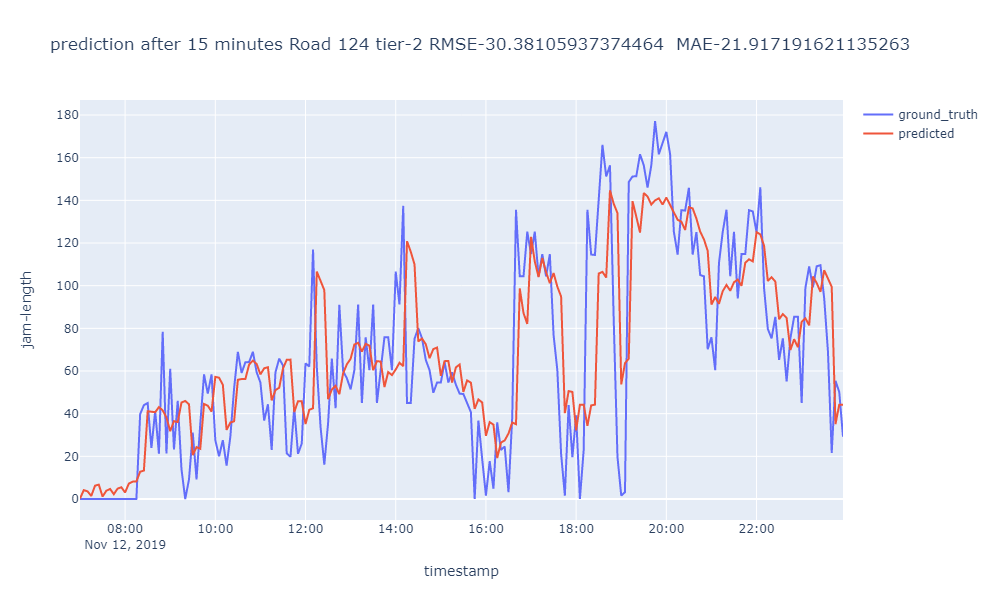 prediction after 15 minutes Road 124 tier-2 RMSE-30.38105937374464  MAE-21.917191621135263
ground_truth
predicted
180
160
140
120
100
80
60
40
20
0
jam-length
08:00 10:00 12:00 14:00 16:00 18:00 20:00 22:00
Nov 12, 2019
timestamp